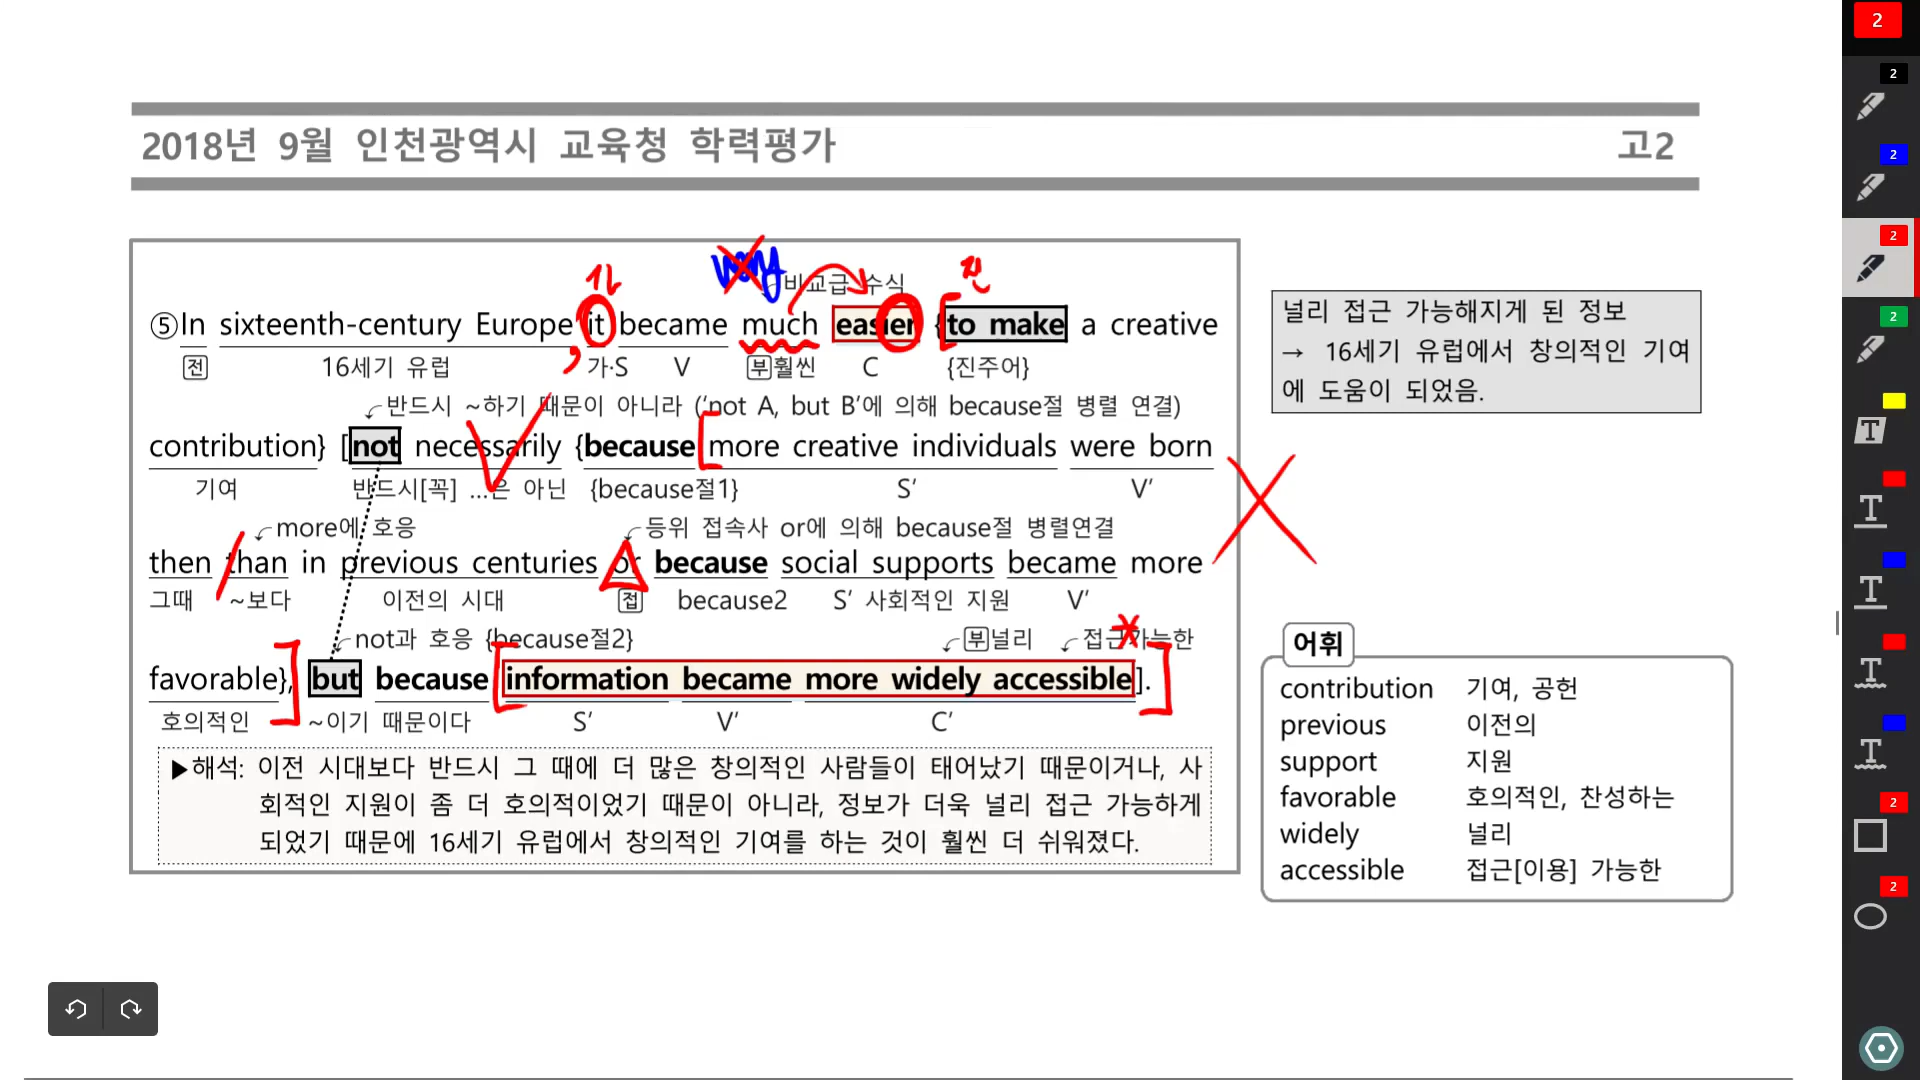 2018년 9월 인천광역시 교육청 학력평가 고2
가 very 비교급 수식 진
⑤In sixteenth-century Europe, it became much easier {to make a creative
전 16세기 유럽 가·S V 부훨씬 C {진주어}
반드시 ~하기 때문이 아니라 (‘not A, but B’에 의해 because절 병렬 연결)
contribution} [not necessarily {because more creative individuals were born
기여 반드시[꼭] …은 아닌 {because절1} S′ V′
more에 호응 등위 접속사 or에 의해 because절 병렬연결
then than in previous centuries or because social supports became more
그때 ~보다 이전의 시대 접 because2 S′ 사회적인 지원 V′
not과 호응 {because절2} 부널리 접근가능한
favorable}, but because information became more widely accessible].
호의적인 ~이기 때문이다 S′ V′ C′
▶해석: 이전 시대보다 반드시 그 때에 더 많은 창의적인 사람들이 태어났기 때문이거나, 사
회적인 지원이 좀 더 호의적이었기 때문이 아니라, 정보가 더욱 널리 접근 가능하게
되었기 때문에 16세기 유럽에서 창의적인 기여를 하는 것이 훨씬 더 쉬워졌다.
널리 접근 가능해지게 된 정보
→ 16세기 유럽에서 창의적인 기여
에 도움이 되었음.
어휘
contribution 기여, 공헌
previous 이전의
support 지원
favorable 호의적인, 찬성하는
widely 널리
accessible 접근[이용] 가능한
2
2
2
2
2
T
T
T
T
T
2
2